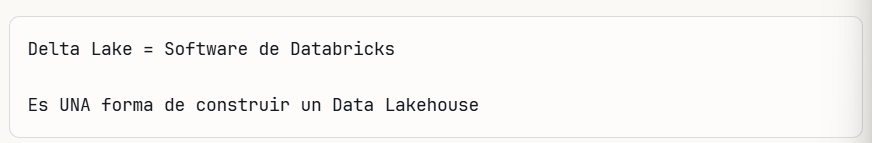 Delta Lake = Software de Databricks
Es UNA forma de construir un Data Lakehouse